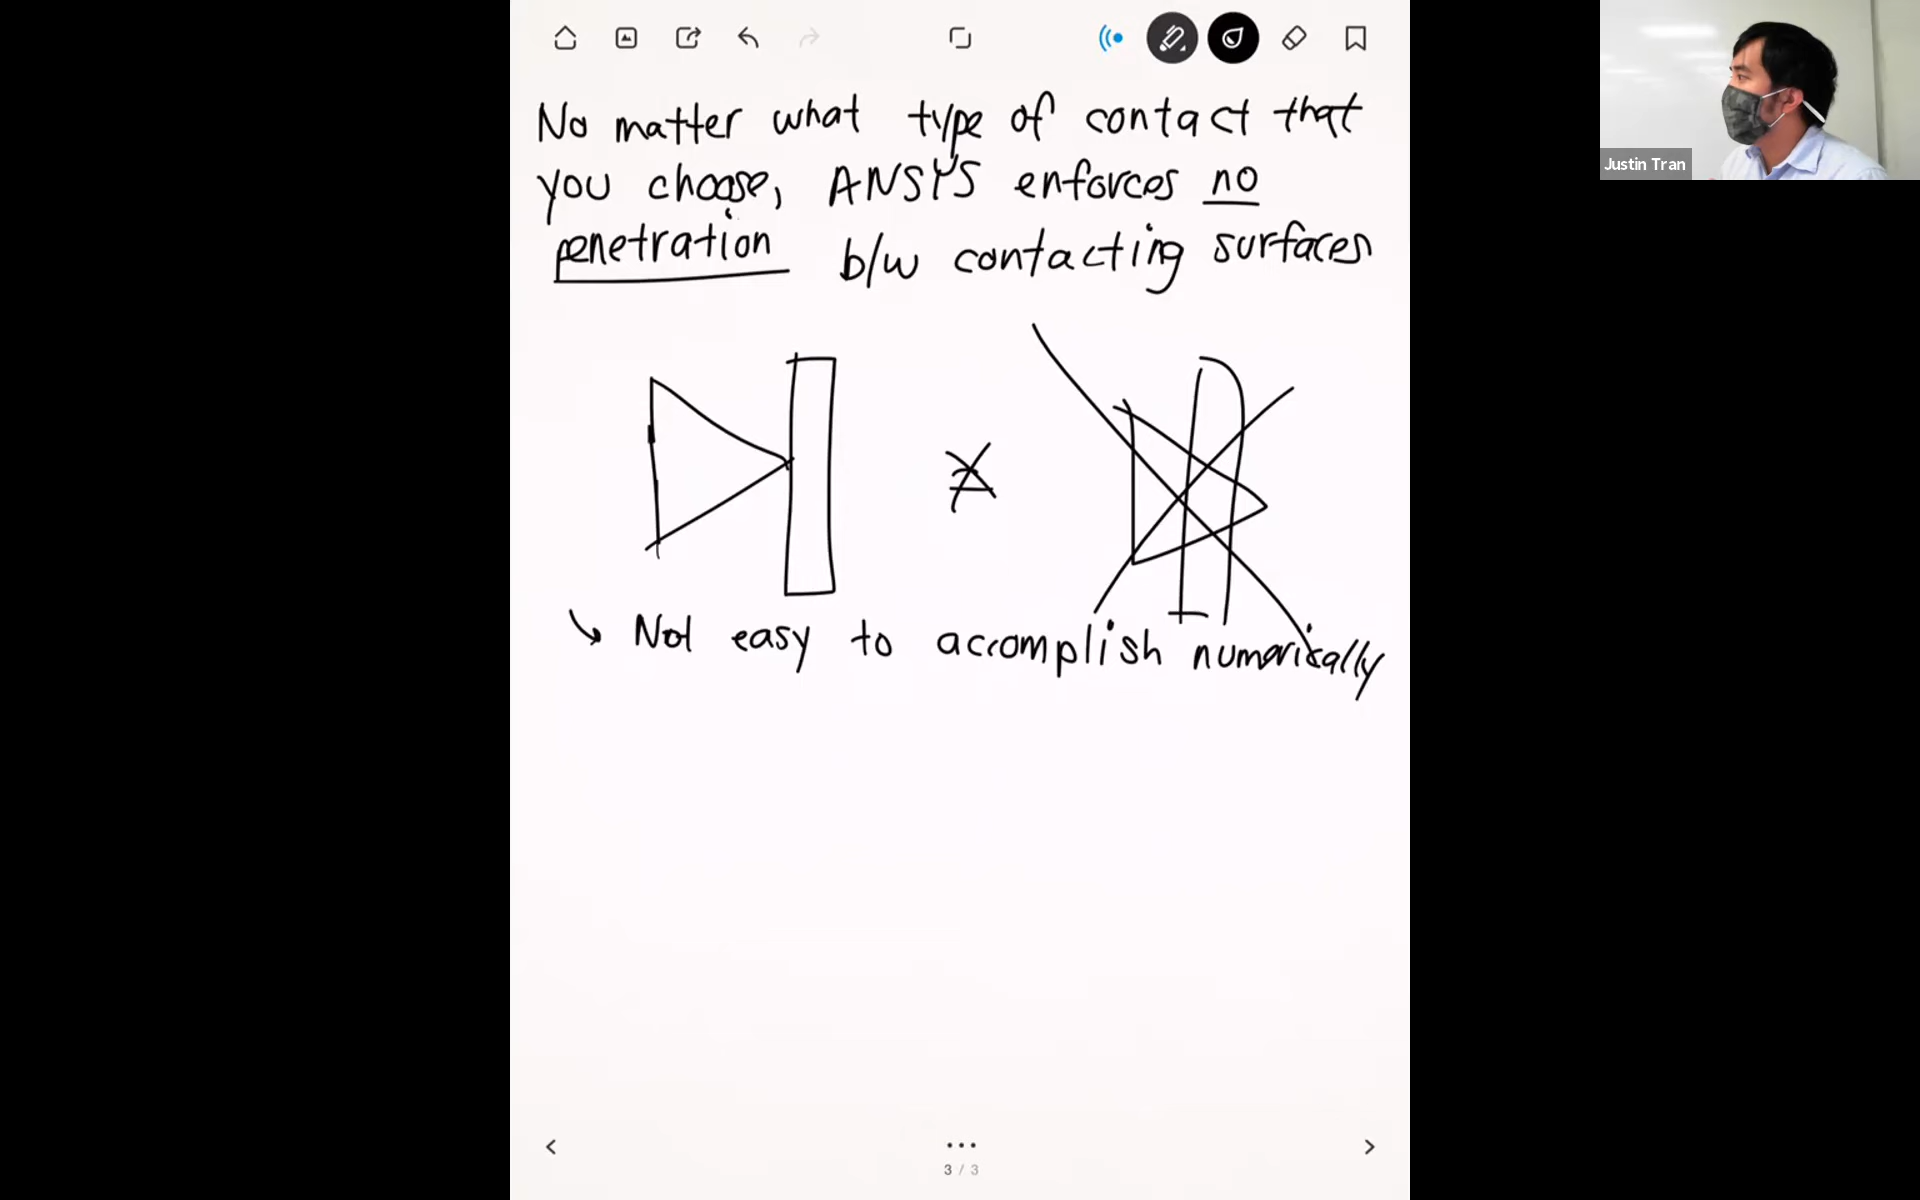 No matter what type of contact that
you choose, ANSYS enforces no
penetration b/w contacting surfaces
Not easy to accomplish numerically
3 / 3
Justin Tran